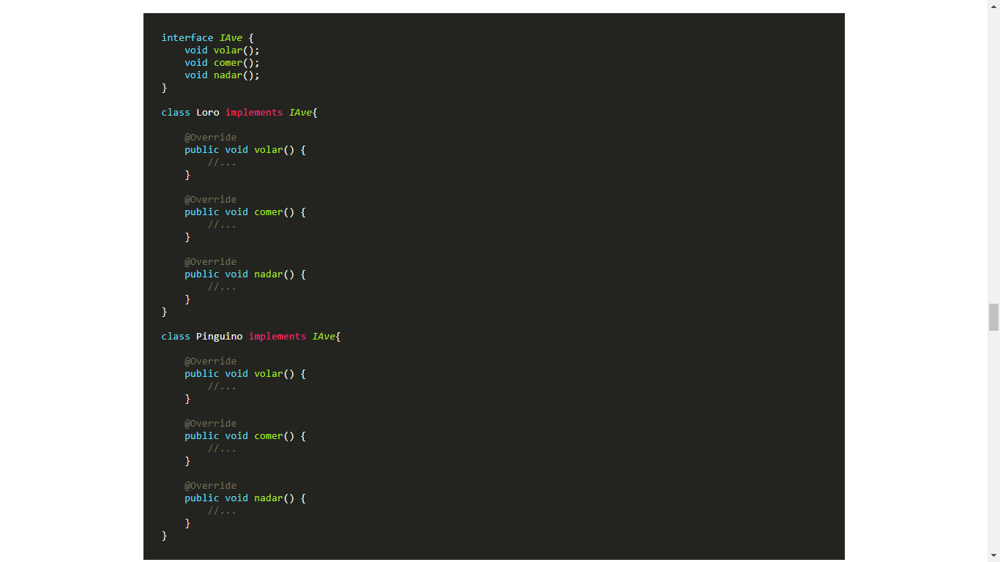 interface IAve {
    void volar();
    void comer();
    void nadar();
}
class Loro implements IAve{
    @Override
    public void volar() {
        //...
    }
    @Override
    public void comer() {
        //...
    }
    @Override
    public void nadar() {
        //...
    }
}
class Pinguino implements IAve{
    @Override
    public void volar() {
        //...
    }
    @Override
    public void comer() {
        //...
    }
    @Override
    public void nadar() {
        //...
    }
}